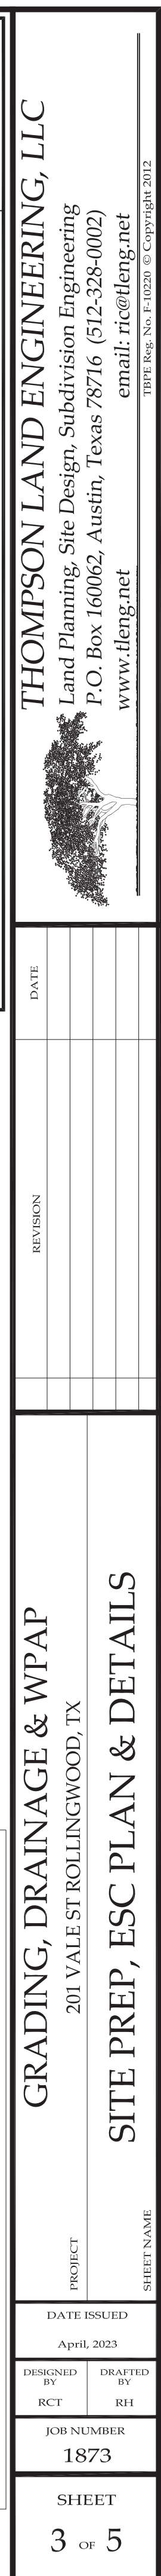 THOMPSON LAND ENGINEERING, LLC
Land Planning, Site Design, Subdivision Engineering
P.O. Box 160062, Austin, Texas 78716 (512-328-0002)
www.tleng.net email: ric@tleng.net
TBPE Reg. No. F-10220 © Copyright 2012
REVISION DATE
GRADING, DRAINAGE & WPAP
PROJECT 201 VALE ST ROLLINGWOOD, TX
SITE PREP, ESC PLAN & DETAILS
SHEET NAME
DATE ISSUED
April, 2023
DESIGNED BY
RCT
DRAFTED BY
RH
JOB NUMBER
1873
SHEET
3 OF 5